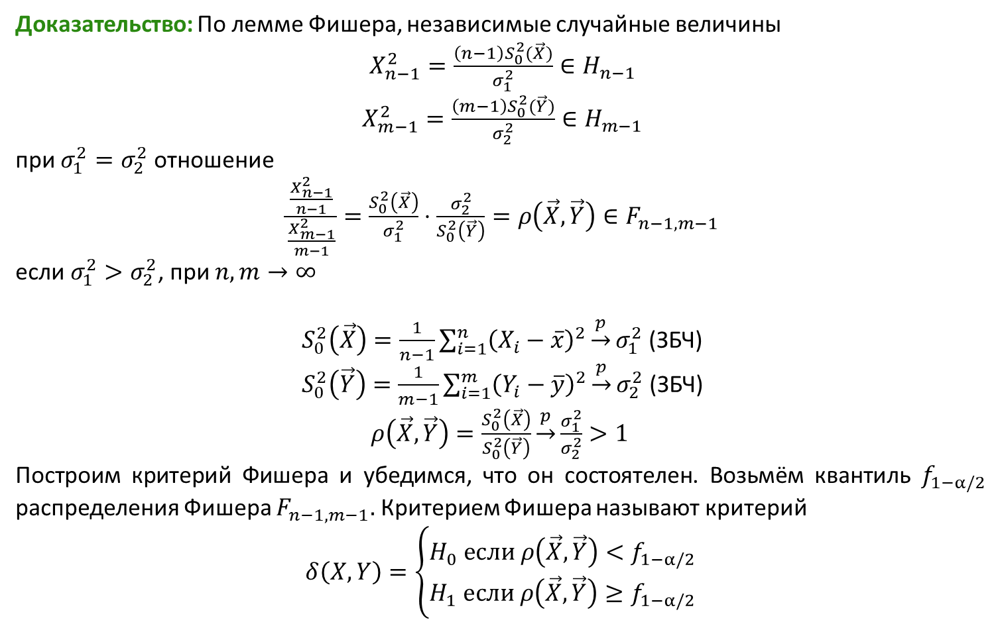 Доказательство: По лемме Фишера, независимые случайные величины
$X_{n-1}^2 = \frac{(n-1)S_0^2(\vec{X})}{\sigma_1^2} \in H_{n-1}$
$X_{m-1}^2 = \frac{(m-1)S_0^2(\vec{Y})}{\sigma_2^2} \in H_{m-1}$
при $\sigma_1^2 = \sigma_2^2$ отношение
$\frac{\frac{X_{n-1}^2}{n-1}}{\frac{X_{m-1}^2}{m-1}} = \frac{S_0^2(\vec{X})}{\sigma_1^2} \cdot \frac{\sigma_2^2}{S_0^2(\vec{Y})} = \rho(\vec{X}, \vec{Y}) \in F_{n-1,m-1}$
если $\sigma_1^2 > \sigma_2^2$, при $n, m \to \infty$
$S_0^2(\vec{X}) = \frac{1}{n-1} \sum_{i=1}^{n} (X_i - \bar{x})^2 \xrightarrow{p} \sigma_1^2$ (ЗБЧ)
$S_0^2(\vec{Y}) = \frac{1}{m-1} \sum_{i=1}^{m} (Y_i - \bar{y})^2 \xrightarrow{p} \sigma_2^2$ (ЗБЧ)
$\rho(\vec{X}, \vec{Y}) = \frac{S_0^2(\vec{X})}{S_0^2(\vec{Y})} \xrightarrow{p} \frac{\sigma_1^2}{\sigma_2^2} > 1$
Построим критерий Фишера и убедимся, что он состоятелен. Возьмём квантиль $f_{1-\alpha/2}$
распределения Фишера $F_{n-1,m-1}$. Критерием Фишера называют критерий
$\delta(X, Y) = \begin{cases} H_0 \text{ если } \rho(\vec{X}, \vec{Y}) < f_{1-\alpha/2} \\ H_1 \text{ если } \rho(\vec{X}, \vec{Y}) \geq f_{1-\alpha/2} \end{cases}$